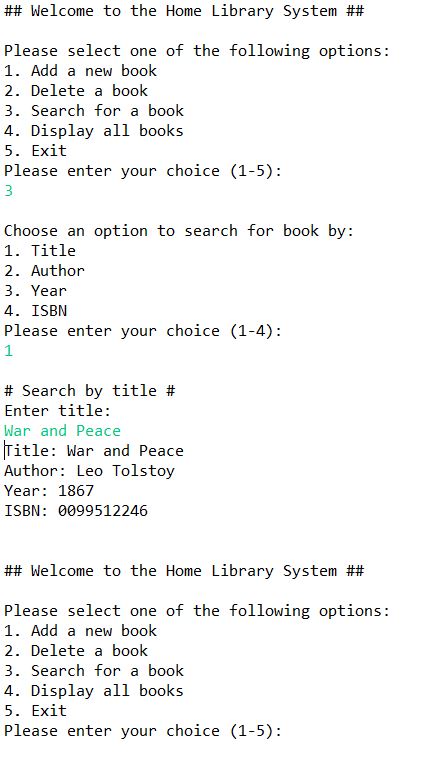 ## Welcome to the Home Library System ##
Please select one of the following options:
1. Add a new book
2. Delete a book
3. Search for a book
4. Display all books
5. Exit
Please enter your choice (1-5):
3
Choose an option to search for book by:
1. Title
2. Author
3. Year
4. ISBN
Please enter your choice (1-4):
1
# Search by title #
Enter title:
War and Peace
Title: War and Peace
Author: Leo Tolstoy
Year: 1867
ISBN: 0099512246
## Welcome to the Home Library System ##
Please select one of the following options:
1. Add a new book
2. Delete a book
3. Search for a book
4. Display all books
5. Exit
Please enter your choice (1-5):